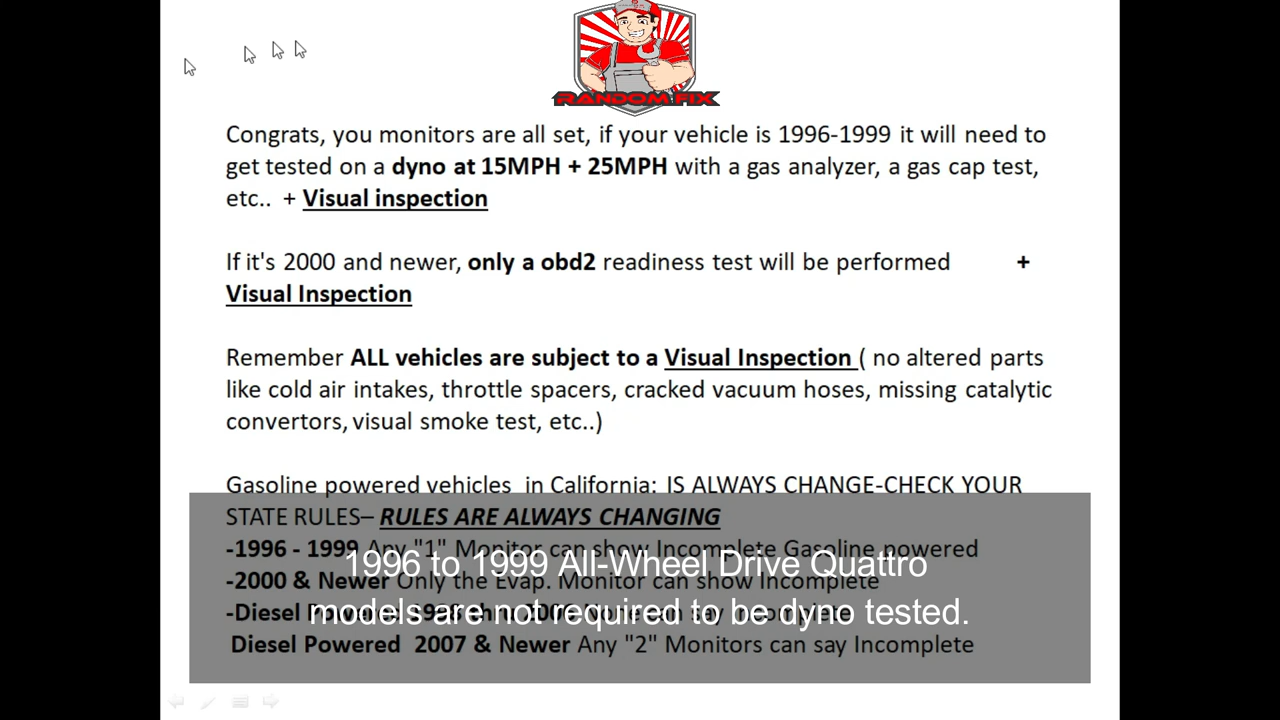 RANDOM FIX
Congrats, you monitors are all set, if your vehicle is 1996-1999 it will need to
get tested on a dyno at 15MPH + 25MPH with a gas analyzer, a gas cap test,
etc.. + Visual inspection
If it's 2000 and newer, only a obd2 readiness test will be performed +
Visual Inspection
Remember ALL vehicles are subject to a Visual Inspection ( no altered parts
like cold air intakes, throttle spacers, cracked vacuum hoses, missing catalytic
convertors, visual smoke test, etc..)
Gasoline powered vehicles in California: IS ALWAYS CHANGE-CHECK YOUR
STATE RULES– RULES ARE ALWAYS CHANGING
-1996 - 1999 Any "1" Monitor can show Incomplete Gasoline powered
1996 to 1999 All-Wheel Drive Quattro
-2000 & Newer Only the Evap. Monitor can show Incomplete
models are not required to be dyno tested.
-Diesel Powered can say Incomplete
Diesel Powered 2007 & Newer Any "2" Monitors can say Incomplete